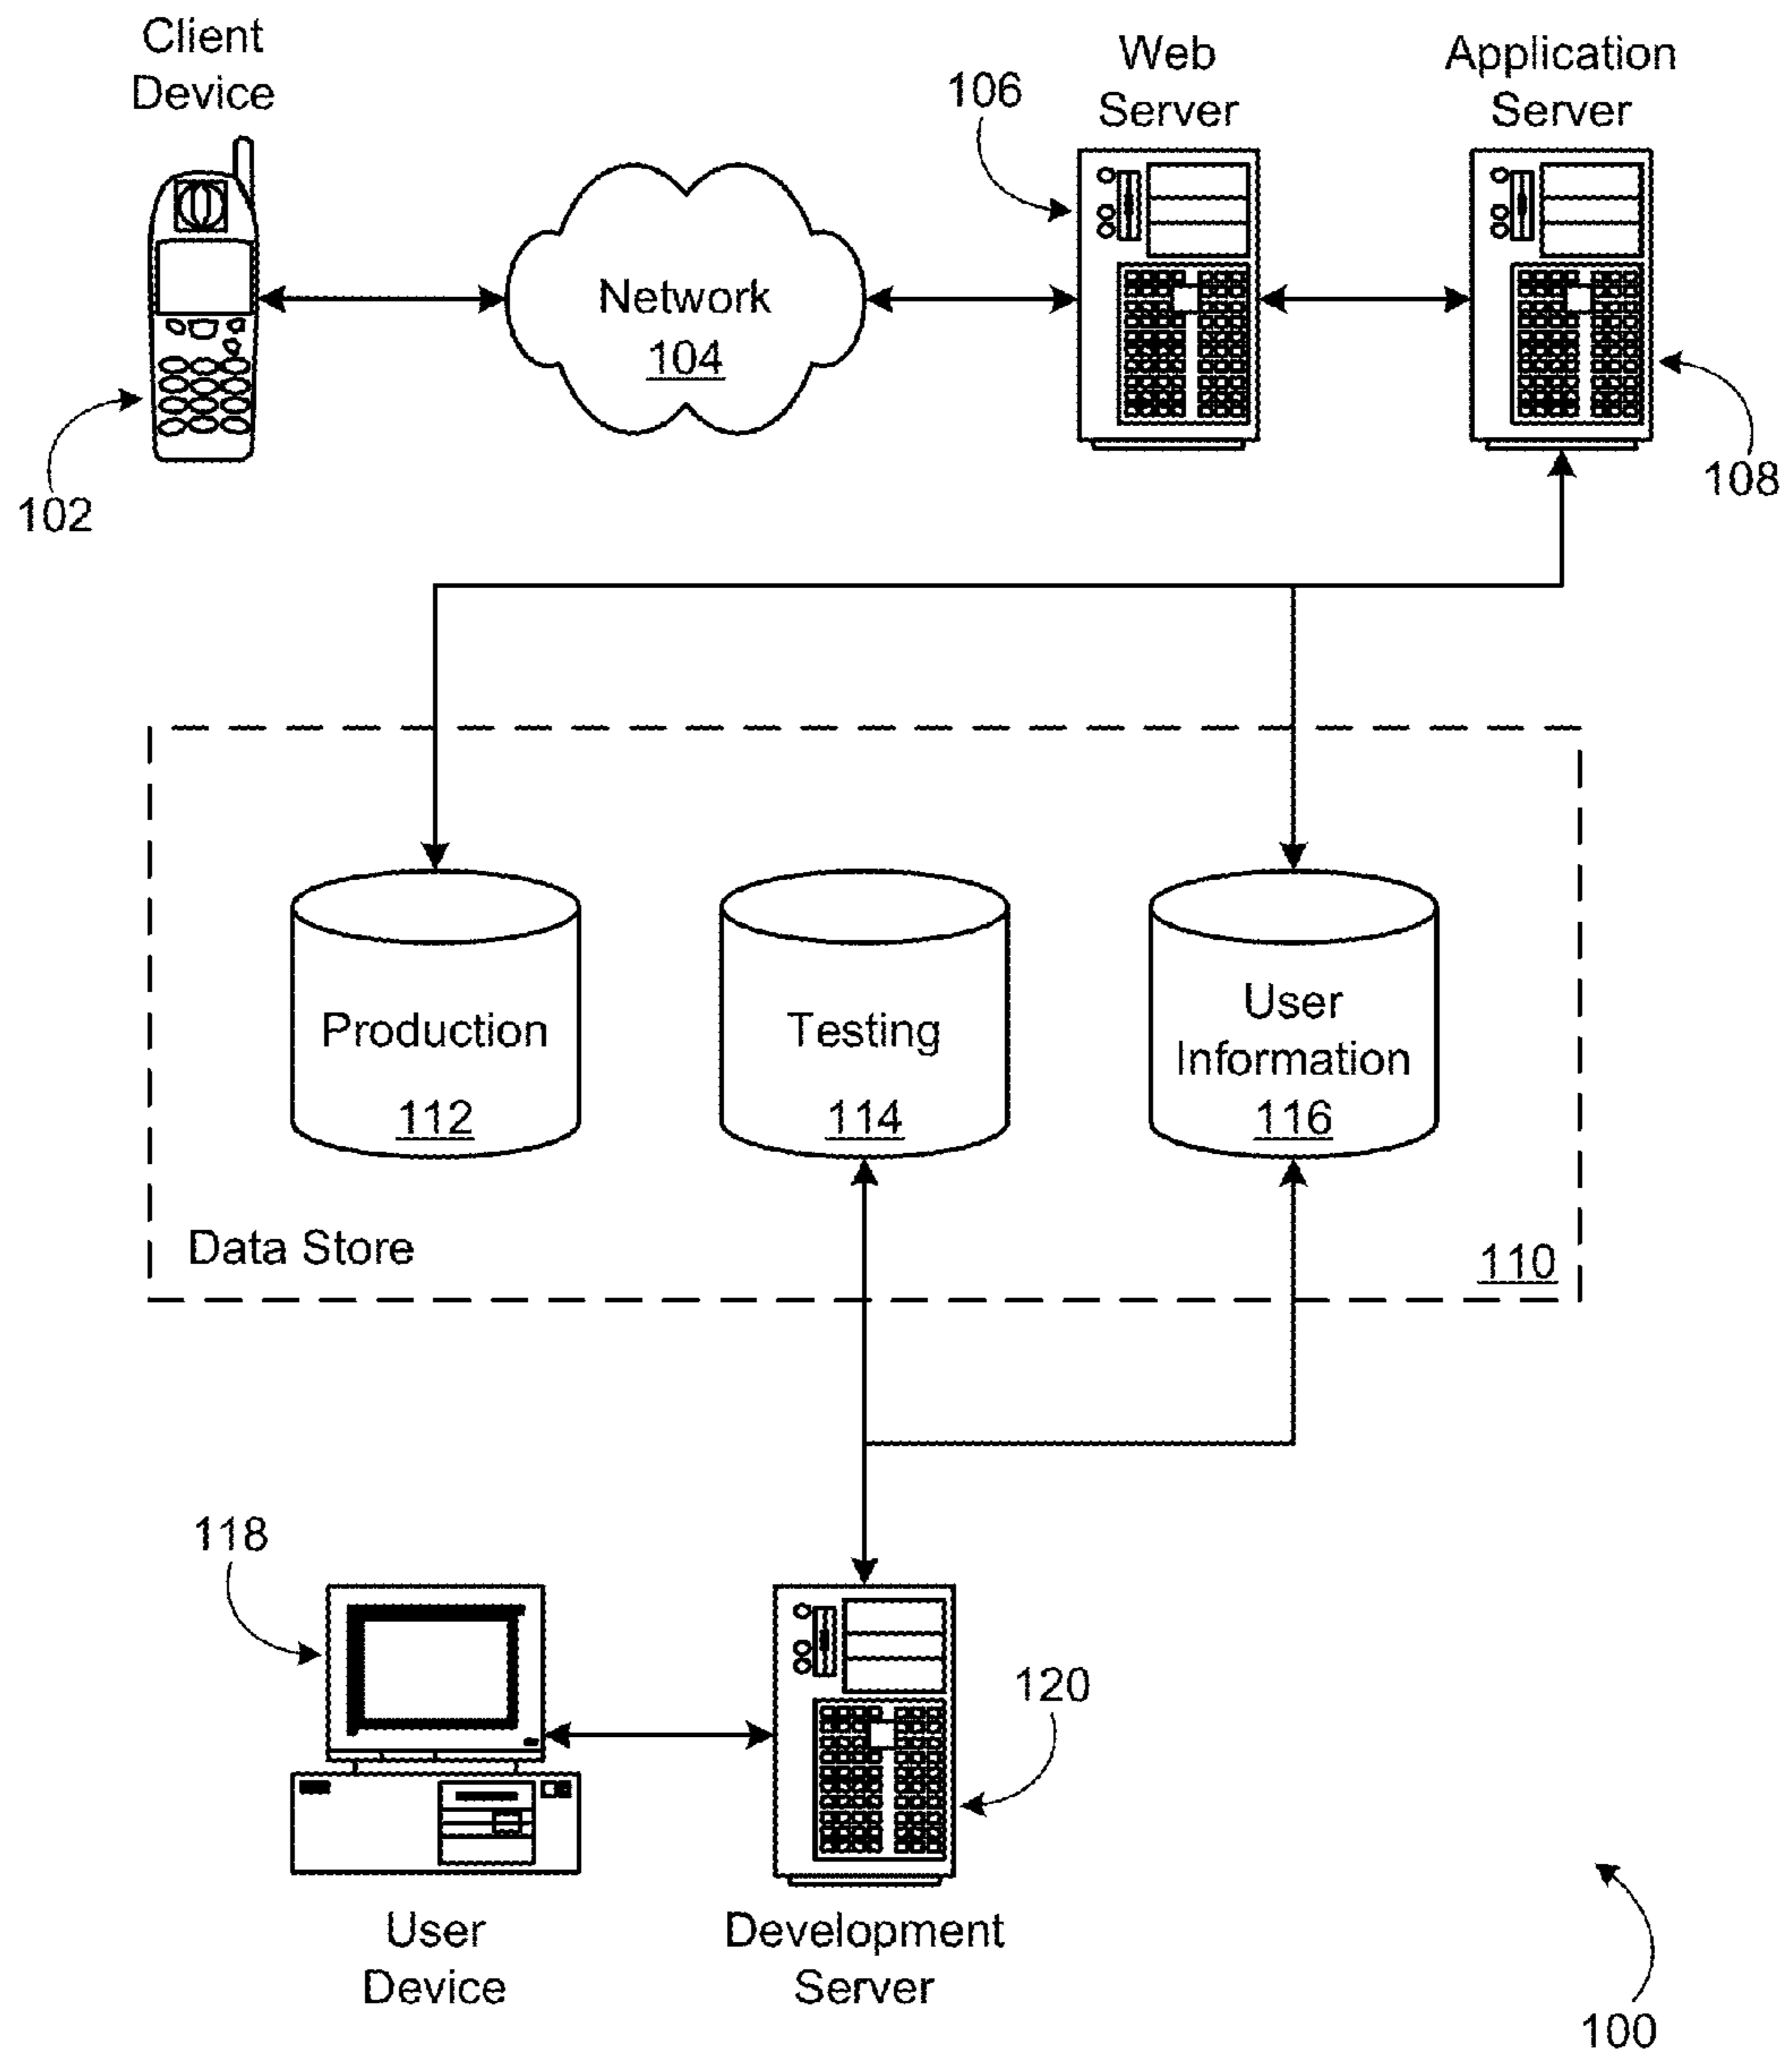 Client
Device
Web
Server
Application
Server
106
Network
104
102
108
Production
112
Testing
114
User
Information
116
Data Store
110
118
120
User
Device
Development
Server
100